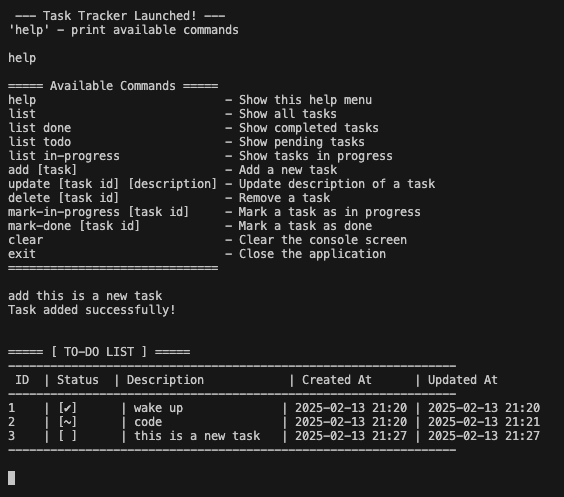 --- Task Tracker Launched! ---
'help' - print available commands

help

===== Available Commands =====
help                           - Show this help menu
list                           - Show all tasks
list done                      - Show completed tasks
list todo                      - Show pending tasks
list in-progress               - Show tasks in progress
add [task]                     - Add a new task
update [task id] [description] - Update description of a task
delete [task id]               - Remove a task
mark-in-progress [task id]     - Mark a task as in progress
mark-done [task id]            - Mark a task as done
clear                          - Clear the console screen
exit                           - Close the application
==============================

add this is a new task
Task added successfully!

===== [ TO-DO LIST ] =====
----------------------------------------------------------------
 ID  | Status  | Description            | Created At       | Updated At
----------------------------------------------------------------
1    | [✔]      | wake up              | 2025-02-13 21:20 | 2025-02-13 21:20
2    | [~]      | code                 | 2025-02-13 21:20 | 2025-02-13 21:21
3    | [ ]      | this is a new task   | 2025-02-13 21:27 | 2025-02-13 21:27
----------------------------------------------------------------